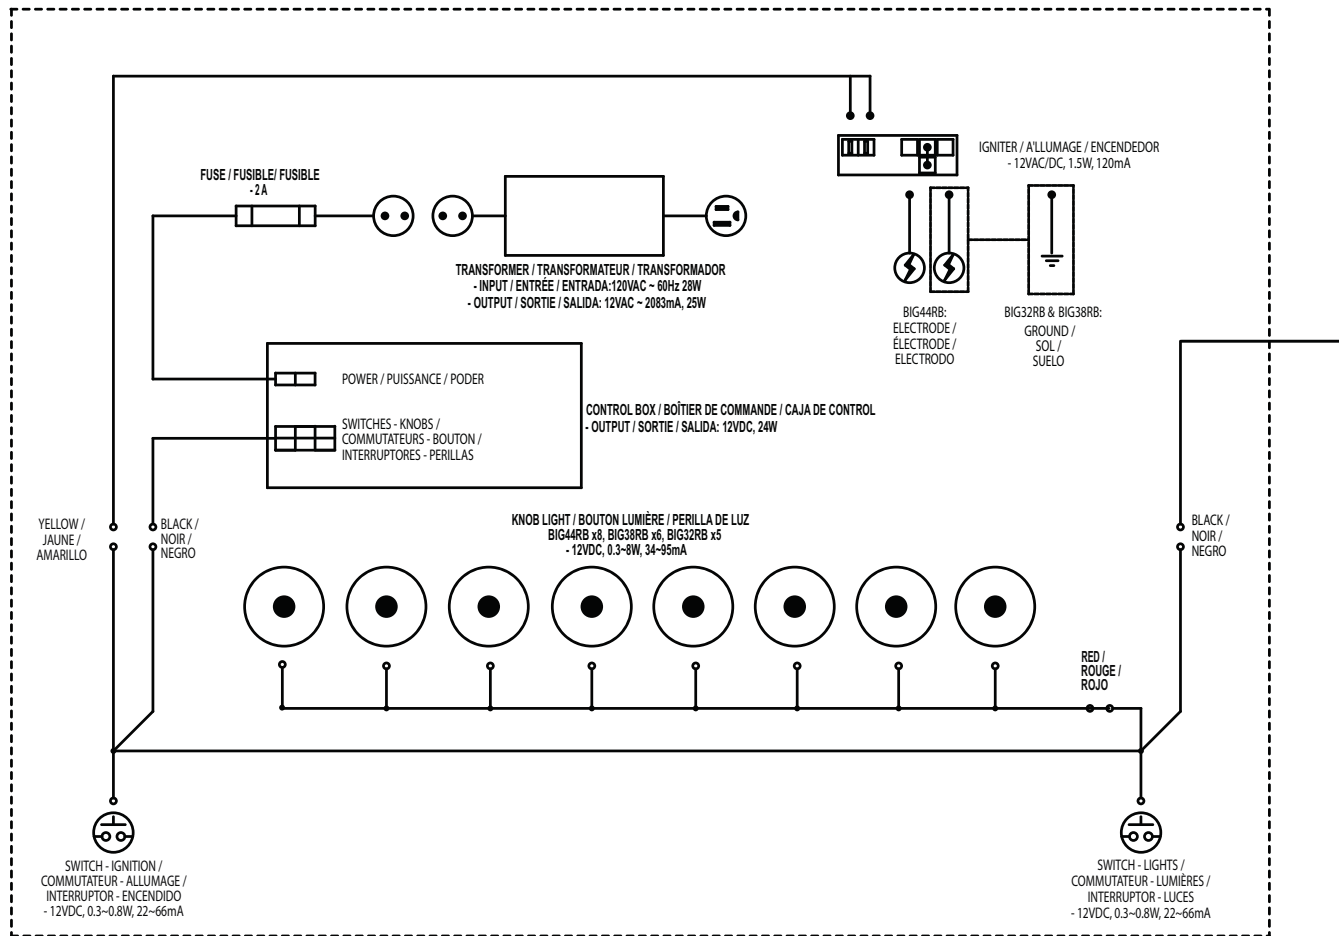 IGNITER / A'LLUMAGE / ENCENDEDOR
- 12VAC/DC, 1.5W, 120mA
FUSE / FUSIBLE/ FUSIBLE
- 2 A
TRANSFORMER / TRANSFORMATEUR / TRANSFORMADOR
- INPUT / ENTRÉE / ENTRADA:120VAC ~ 60Hz 28W
- OUTPUT / SORTIE / SALIDA: 12VAC ~ 2083mA, 25W
BIG44RB:
ELECTRODE /
ÉLECTRODE /
ELECTRODO
BIG32RB & BIG38RB:
GROUND /
SOL /
SUELO
POWER / PUISSANCE / PODER
SWITCHES - KNOBS /
COMMUTATEURS - BOUTON /
INTERRUPTORES - PERILLAS
CONTROL BOX / BOÎTIER DE COMMANDE / CAJA DE CONTROL
- OUTPUT / SORTIE / SALIDA: 12VDC, 24W
YELLOW /
JAUNE /
AMARILLO
BLACK /
NOIR /
NEGRO
KNOB LIGHT / BOUTON LUMIÈRE / PERILLA DE LUZ
BIG44RB x8, BIG38RB x6, BIG32RB x5
- 12VDC, 0.3~8W, 34~95mA
BLACK /
NOIR /
NEGRO
RED /
ROUGE /
ROJO
SWITCH - IGNITION /
COMMUTATEUR - ALLUMAGE /
INTERRUPTOR - ENCENDIDO
- 12VDC, 0.3~0.8W, 22~66mA
SWITCH - LIGHTS /
COMMUTATEUR - LUMIÈRES /
INTERRUPTOR - LUCES
- 12VDC, 0.3~0.8W, 22~66mA